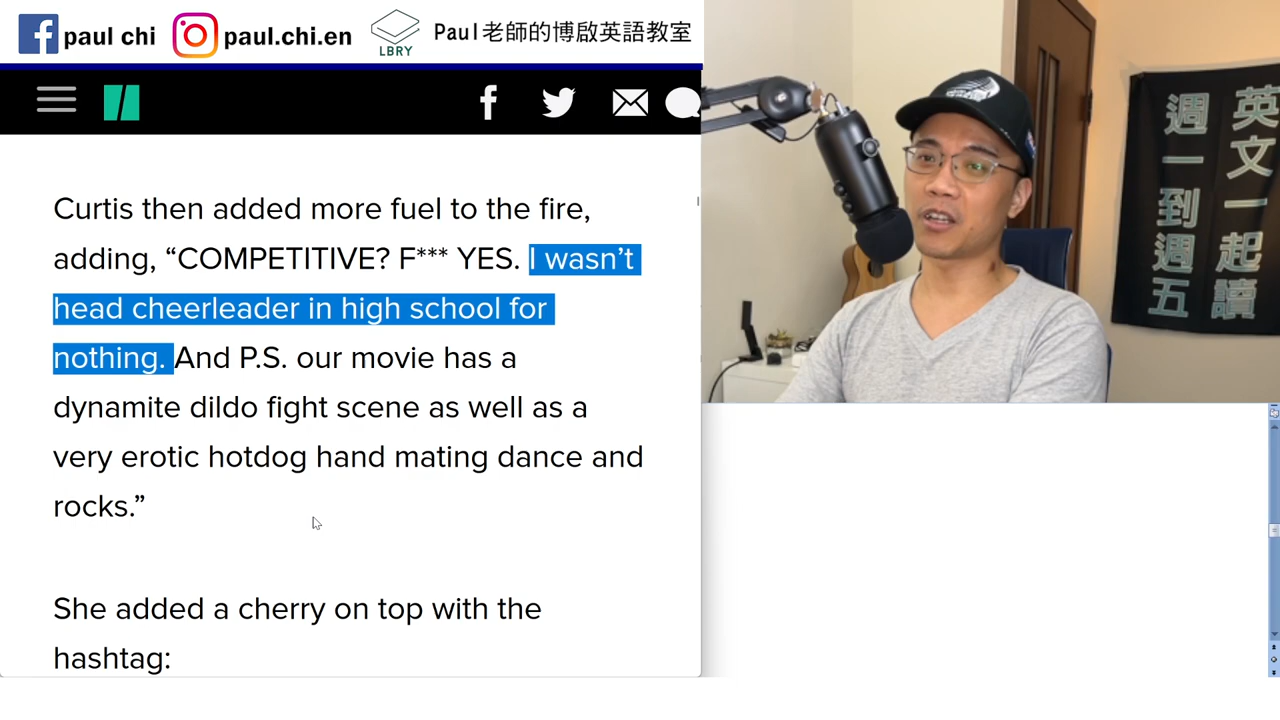 paul chi
paul.chi.en
LBRY
Paul老師的博啟英語教室
Curtis then added more fuel to the fire,
adding, “COMPETITIVE? F*** YES. I wasn’t
head cheerleader in high school for
nothing. And P.S. our movie has a
dynamite dildo fight scene as well as a
very erotic hotdog hand mating dance and
rocks.”
She added a cherry on top with the
hashtag:
英文一起讀
週一到週五